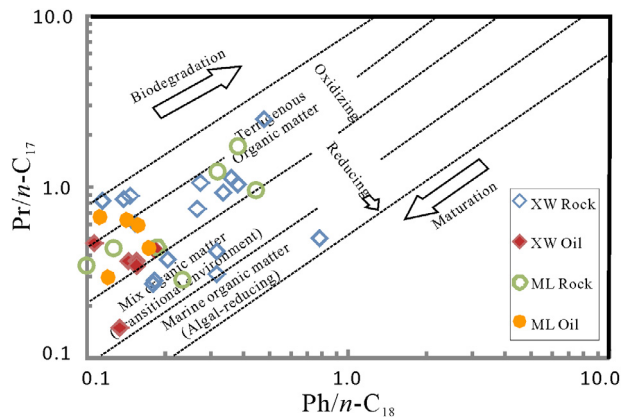 10.0
Biodegradation
Oxidizing
Terrigenous
Organic matter
Pr/n-C17
1.0
Reducing
Maturation
XW Rock
XW Oil
ML Rock
ML Oil
Mix Organic matter
(Transitional environment)
Marine organic matter
(Algal-reducing)
0.1
0.1
1.0
10.0
Ph/n-C18